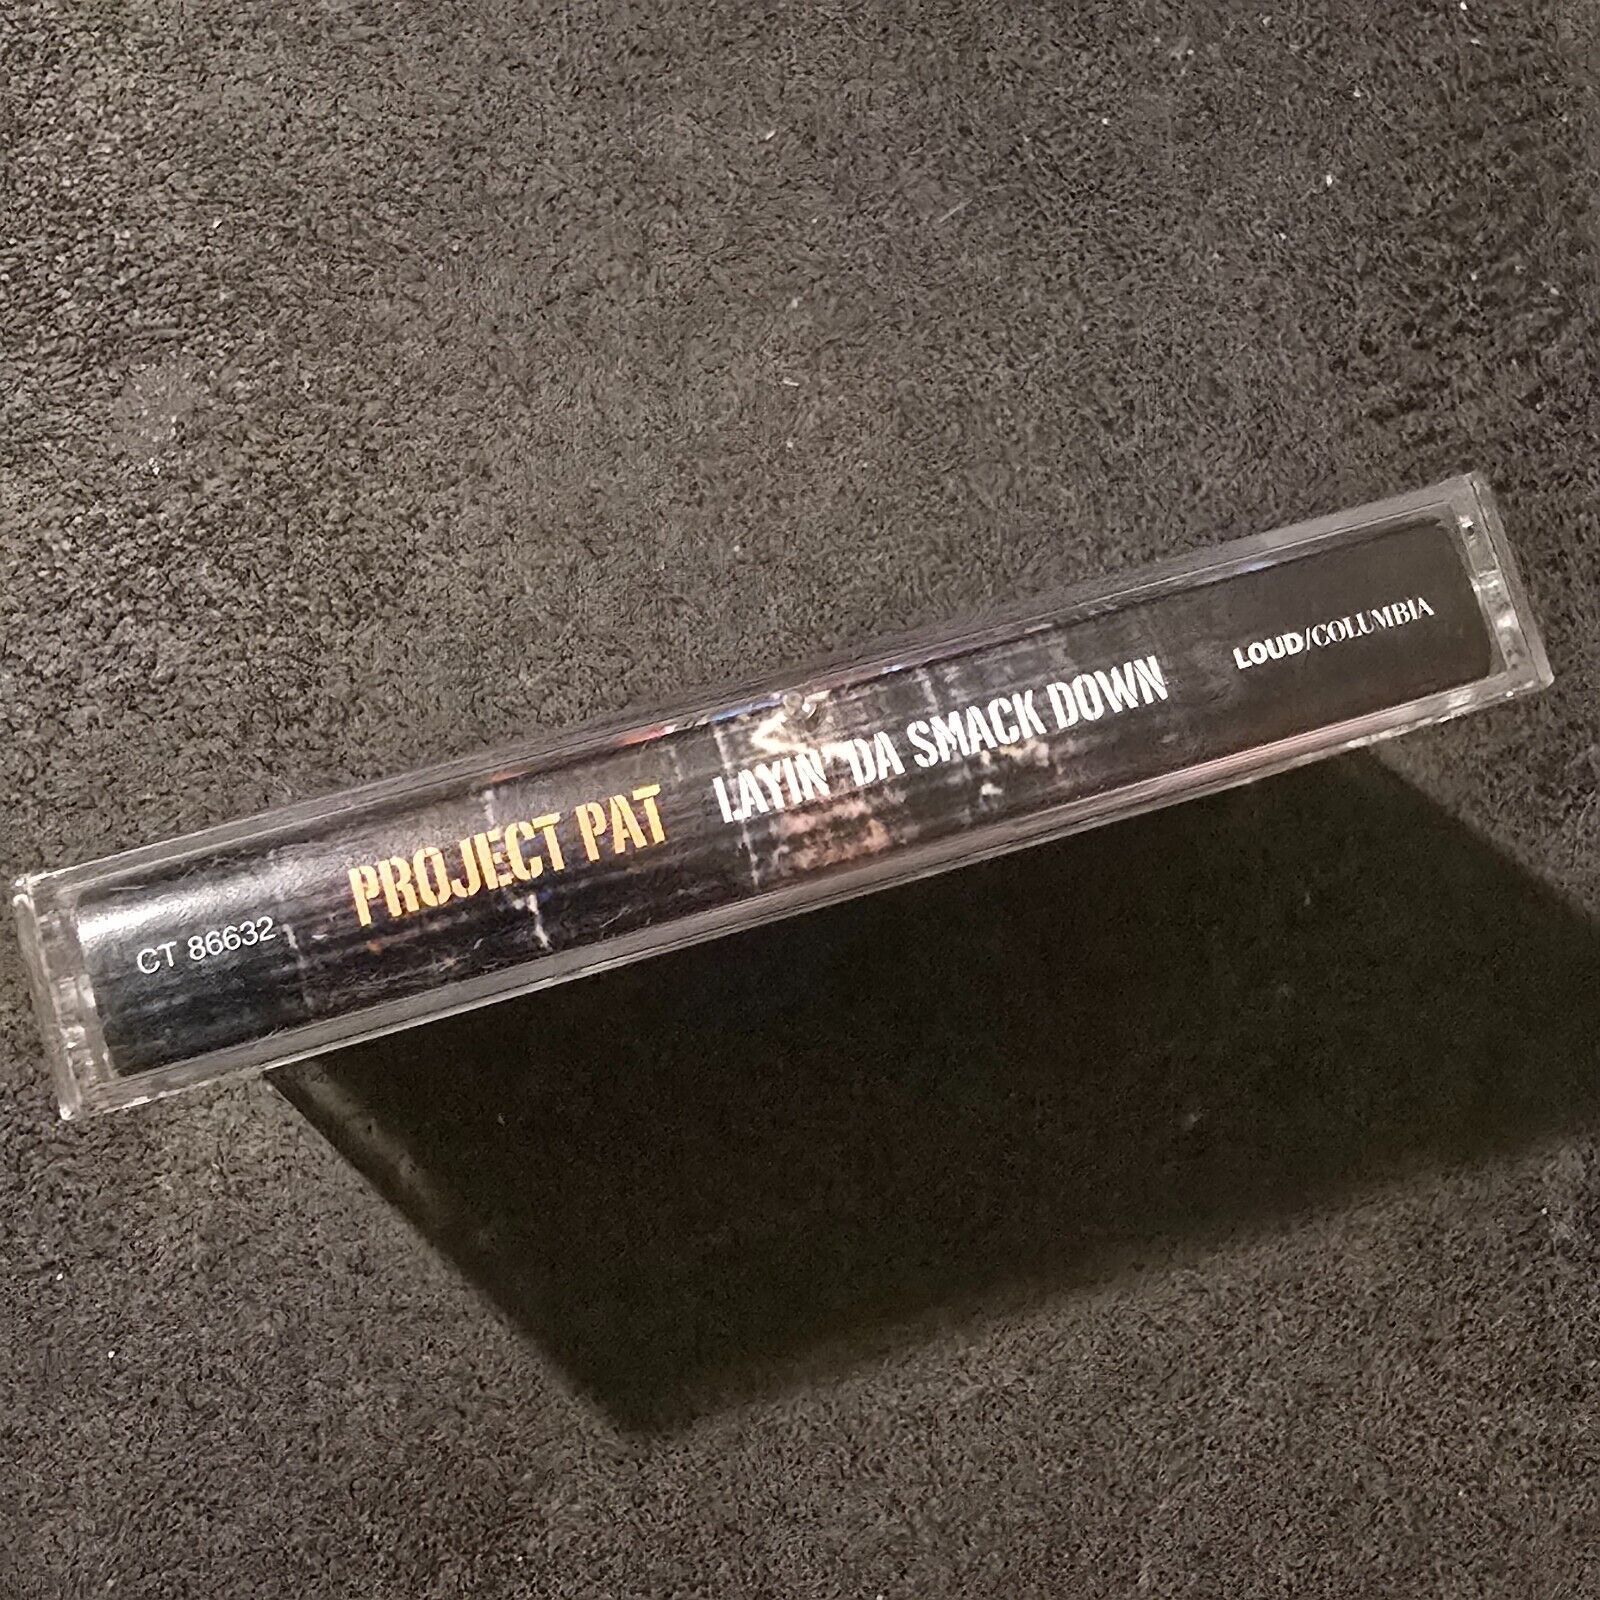 CT 86632 PROJECT PAT LAYIN' DA SMACK DOWN LOUD/COLUMBIA